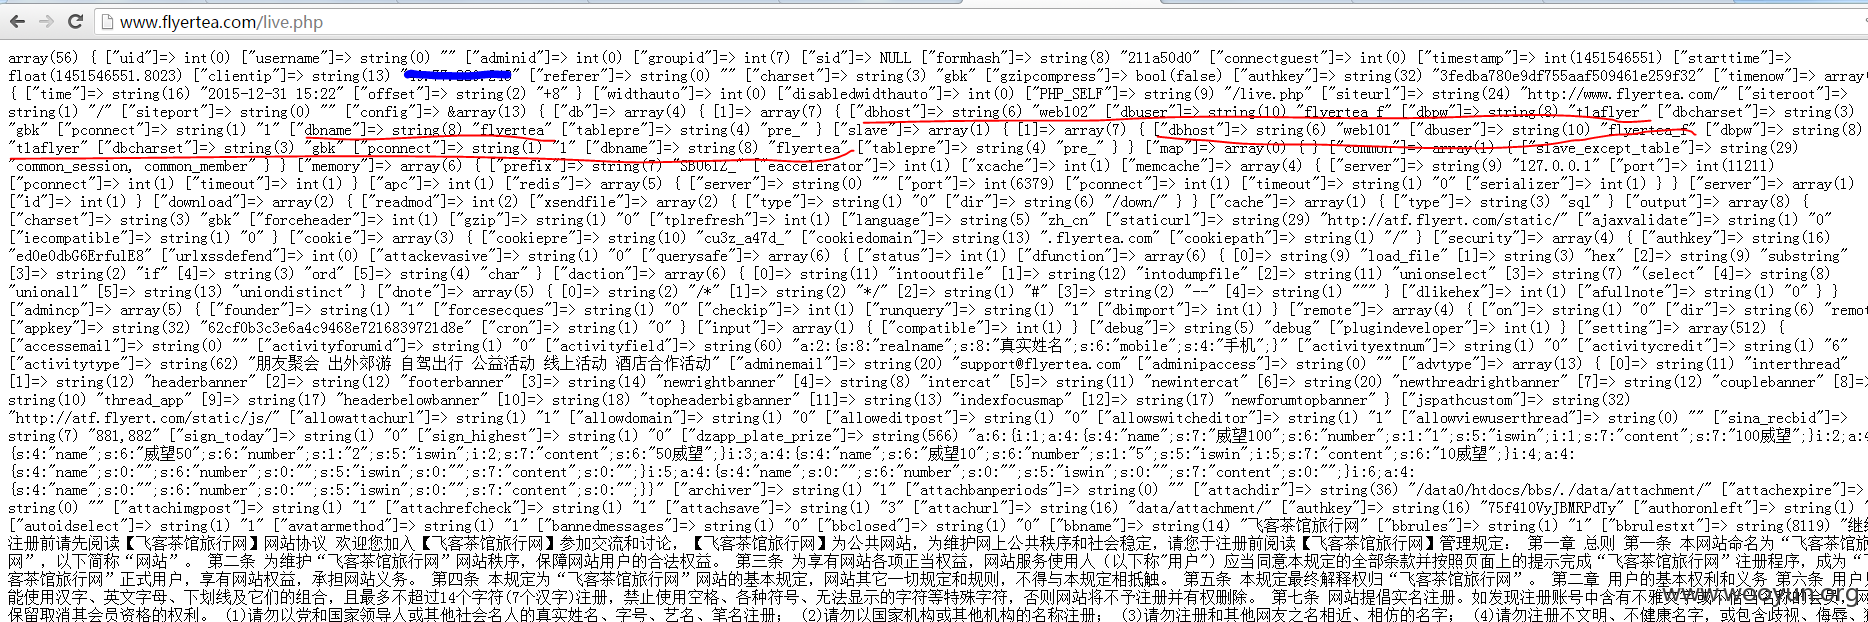 www.flyertea.com/live.php
array(56) { ["uid"]=> int(0) ["username"]=> string(0) "" ["adminid"]=> int(0) ["groupid"]=> int(7) ["sid"]=> NULL ["formhash"]=> string(8) "211a50d0" ["connectguest"]=> int(0) ["timestamp"]=> int(1451546551) ["starttime"]=>
float(1451546551.8023) ["clientip"]=> string(13) " " ["referer"]=> string(0) "" ["charset"]=> string(3) "gbk" ["gzipcompress"]=> bool(false) ["authkey"]=> string(32) "3fedba780e9df755aaf509461e259f32" ["timenow"]=> array
{ ["time"]=> string(16) "2015-12-31 15:22" ["offset"]=> string(2) "+8" } ["widthauto"]=> int(0) ["disabledwidthauto"]=> int(0) ["PHP_SELF"]=> string(9) "/live.php" ["siteurl"]=> string(24) "http://www.flyertea.com/" ["siteroot"]=>
string(1) "/" ["siteport"]=> string(0) "" ["config"]=> &array(13) { ["db"]=> array(4) { [1]=> array(7) { ["dbhost"]=> string(6) "web102" ["dbuser"]=> string(10) "flyertea_f" ["dbpw"]=> string(8) "t1aflyer" ["dbcharset"]=> string(3)
"gbk" ["pconnect"]=> string(1) "1" ["dbname"]=> string(8) "flyertea" ["tablepre"]=> string(4) "pre_" } ["slave"]=> array(1) { [1]=> array(7) { ["dbhost"]=> string(6) "web101" ["dbuser"]=> string(10) "flyertea_f" ["dbpw"]=> string(8)
"t1aflyer" ["dbcharset"]=> string(3) "gbk" ["pconnect"]=> string(1) "1" ["dbname"]=> string(8) "flyertea" ["tablepre"]=> string(4) "pre_" } } ["map"]=> array(0) { } ["common"]=> array(1) { ["slave_except_table"]=> string(29)
"common_session, common_member" } } ["memory"]=> array(6) { ["prefix"]=> string(7) ["eaccelerator"]=> int(1) ["xcache"]=> int(1) ["memcache"]=> array(4) { ["server"]=> string(9) "127.0.0.1" ["port"]=> int(11211)
["pconnect"]=> int(1) ["timeout"]=> int(1) } ["apc"]=> int(1) ["redis"]=> array(5) { ["server"]=> string(0) "" ["port"]=> int(6379) ["pconnect"]=> int(1) ["timeout"]=> string(1) "0" ["serializer"]=> int(1) } } ["server"]=> array(1) {
["id"]=> int(1) } ["download"]=> array(2) { ["readmod"]=> int(2) ["xsendfile"]=> array(2) { ["type"]=> string(1) "0" ["dir"]=> string(6) "/down/" } } ["cache"]=> array(1) { ["type"]=> string(3) "sql" } ["output"]=> array(8) {
["charset"]=> string(3) "gbk" ["forceheader"]=> int(1) ["gzip"]=> string(1) "0" ["tplrefresh"]=> int(1) ["language"]=> string(5) "zh_cn" ["staticurl"]=> string(29) "http://atf.flyert.com/static/" ["ajaxvalidate"]=> string(1) "0"
["iecompatible"]=> string(1) "0" } ["cookie"]=> array(3) { ["cookiepre"]=> string(10) "cu3z_a47d_" ["cookiedomain"]=> string(13) ".flyertea.com" ["cookiepath"]=> string(1) "/" } ["security"]=> array(4) { ["authkey"]=> string(16)
"ed0e0dbG6ErfulE8" ["urlxssdefend"]=> int(0) ["attackevasive"]=> string(1) "0" ["querysafe"]=> array(6) { ["status"]=> int(1) ["dfunction"]=> array(6) { [0]=> string(9) "load_file" [1]=> string(3) "hex" [2]=> string(9) "substring"
[3]=> string(2) "if" [4]=> string(3) "ord" [5]=> string(4) "char" } ["daction"]=> array(6) { [0]=> string(11) "intooutfile" [1]=> string(12) "intodumpfile" [2]=> string(11) "unionselect" [3]=> string(7) "(select" [4]=> string(8)
"unionall" [5]=> string(13) "uniondistinct" } ["dnote"]=> array(5) { [0]=> string(2) "/*" [1]=> string(2) "*/" [2]=> string(1) "#" [3]=> string(2) "--" [4]=> string(1) """ } ["dlikehex"]=> int(1) ["afullnote"]=> string(1) "0" } }
["admincp"]=> array(5) { ["founder"]=> string(1) "1" ["forcesecques"]=> string(1) "0" ["checkip"]=> int(1) ["runquery"]=> string(1) "1" ["dbimport"]=> int(1) } ["remote"]=> array(4) { ["on"]=> string(1) "0" ["dir"]=> string(6) "remot
["appkey"]=> string(32) "62cf0b3c3e6a4c9468e7216839721d8e" ["cron"]=> string(1) "0" } ["input"]=> array(1) { ["compatible"]=> int(1) } ["debug"]=> string(5) "debug" ["plugindeveloper"]=> int(1) } ["setting"]=> array(512) {
["accessemail"]=> string(0) "" ["activityforumid"]=> string(1) "0" ["activityfield"]=> string(60) "a:2:{s:8:"realname";s:8:"真实姓名";s:6:"mobile";s:4:"手机";}" ["activityextnum"]=> string(1) "0" ["activitycredit"]=> string(1) "6"
["activitytype"]=> string(62) "朋友聚会 出外郊游 自驾出行 公益活动 线上活动 酒店合作活动" ["adminemail"]=> string(20) "support@flyertea.com" ["adminipaccess"]=> string(0) "" ["advtype"]=> array(13) { [0]=> string(11) "interthread"
[1]=> string(12) "headerbanner" [2]=> string(12) "footerbanner" [3]=> string(14) "newrightbanner" [4]=> string(8) "intercat" [5]=> string(11) "newintercat" [6]=> string(20) "newthreadrightbanner" [7]=> string(12) "couplebanner" [8]=>
string(10) "thread_app" [9]=> string(17) "headerbelowbanner" [10]=> string(18) "topheaderbigbanner" [11]=> string(13) "indexfocusmap" [12]=> string(17) "newforumtopbanner" } ["jspathcustom"]=> string(32)
"http://atf.flyert.com/static/js/" ["allowattachurl"]=> string(1) "1" ["allowdomain"]=> string(1) "0" ["alloweditpost"]=> string(1) "0" ["allowswitcheditor"]=> string(1) "1" ["allowviewuserthread"]=> string(0) "" ["sina_recbid"]=>
string(7) "881,882" ["sign_today"]=> string(1) "0" ["sign_highest"]=> string(1) "0" ["dzapp_plate_prize"]=> string(566) "a:6:{i:1;a:4:{s:4:"name";s:7:"威望100";s:6:"number";s:1:"1";s:5:"iswin";i:1;s:7:"content";s:7:"100威望";}i:2;a:4
{s:4:"name";s:6:"威望50";s:6:"number";s:1:"2";s:5:"iswin";i:2;s:7:"content";s:6:"50威望";}i:3;a:4:{s:4:"name";s:6:"威望10";s:6:"number";s:1:"5";s:5:"iswin";i:5;s:7:"content";s:6:"10威望";}i:4;a:4:
{s:4:"name";s:0:"";s:6:"number";s:0:"";s:5:"iswin";s:0:"";s:7:"content";s:0:"";}i:5;a:4:{s:4:"name";s:0:"";s:6:"number";s:0:"";s:5:"iswin";s:0:"";s:7:"content";s:0:"";}i:6;a:4:
{s:4:"name";s:0:"";s:6:"number";s:0:"";s:5:"iswin";s:0:"";s:7:"content";s:0:"";}}" ["archiver"]=> string(1) "1" ["attachbanperiods"]=> string(0) "" ["attachdir"]=> string(36) "/data0/htdocs/bbs/./data/attachment/" ["attachexpire"]=>
string(0) "" ["attachimgpost"]=> string(1) "1" ["attachrefcheck"]=> string(1) "1" ["attachsave"]=> string(1) "3" ["attachurl"]=> string(16) "data/attachment/" ["authkey"]=> string(16) "75f410VyJBMRPdTy" ["authoronleft"]=> string(1)
["autoidselect"]=> string(1) "1" ["avatarmethod"]=> string(1) "1" ["bannedmessages"]=> string(1) "0" ["bbclosed"]=> string(1) "0" ["bbname"]=> string(14) "飞客茶馆旅行网" ["bbrules"]=> string(1) "1" ["bbrulestxt"]=> string(8119) "继续
注册前请先阅读【飞客茶馆旅行网】网站协议 欢迎您加入【飞客茶馆旅行网】参加交流和讨论，【飞客茶馆旅行网】为公共网站，为维护网上公共秩序和社会稳定，请您于注册前阅读【飞客茶馆旅行网】管理规定： 第一章 总则 第一条 本网站命名为“飞客茶馆旅行
网”，以下简称“网站”。 第二条 为维护“飞客茶馆旅行网”网站秩序，保障网站用户的合法权益。 第三条 为享有网站各项正当权益，网站服务使用人（以下称“用户”）应当同意本规定的全部条款并按照页面上的提示完成“飞客茶馆旅行网”注册程序，成为“飞
客茶馆旅行网”正式用户，享有网站权益，承担网站义务。 第四条 本规定为“飞客茶馆旅行网”网站的基本规定，网站其它一切规定和规则，不得与本规定相抵触。 第五条 本规定最终解释权归“飞客茶馆旅行网”。 第二章 用户的基本权利和义务 第六条 用户只
能使用汉字、英文字母、下划线及它们的组合，且最多不超过14个字符(7个汉字)注册，禁止使用空格、各种符号、无法显示的字符等特殊字符，否则网站将不予注册并有权删除。 第七条 网站提倡实名注册。如发现注册账号中含有不雅文字或不恰当
保留取消其会员资格的权利。 (1)请勿以党和国家领导人或其他社会名人的真实姓名、字号、艺名、笔名注册； (2)请勿以国家机构或其他机构的名称注册； (3)请勿注册和其他网友之名相近、相仿的名字； (4)请勿注册不文明、不健康名字，或包含歧视、侮辱、
www.wooyun.org